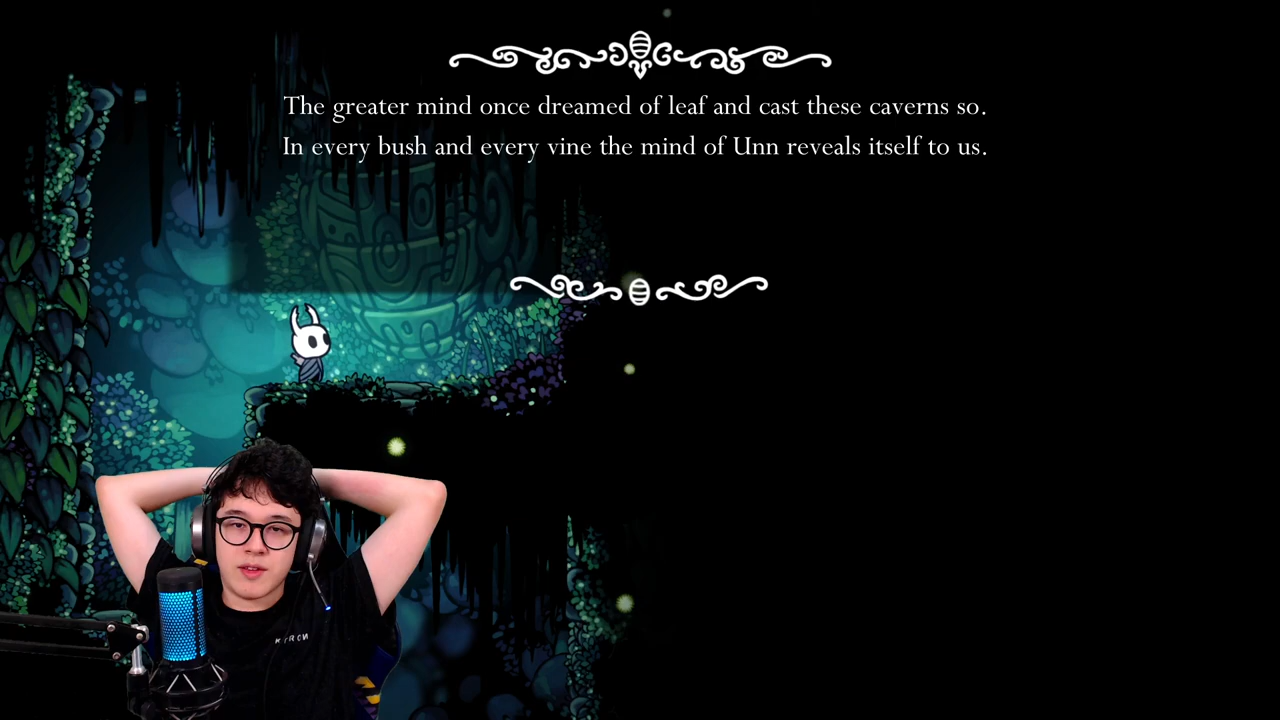 The greater mind once dreamed of leaf and cast these caverns so.
In every bush and every vine the mind of Unn reveals itself to us.